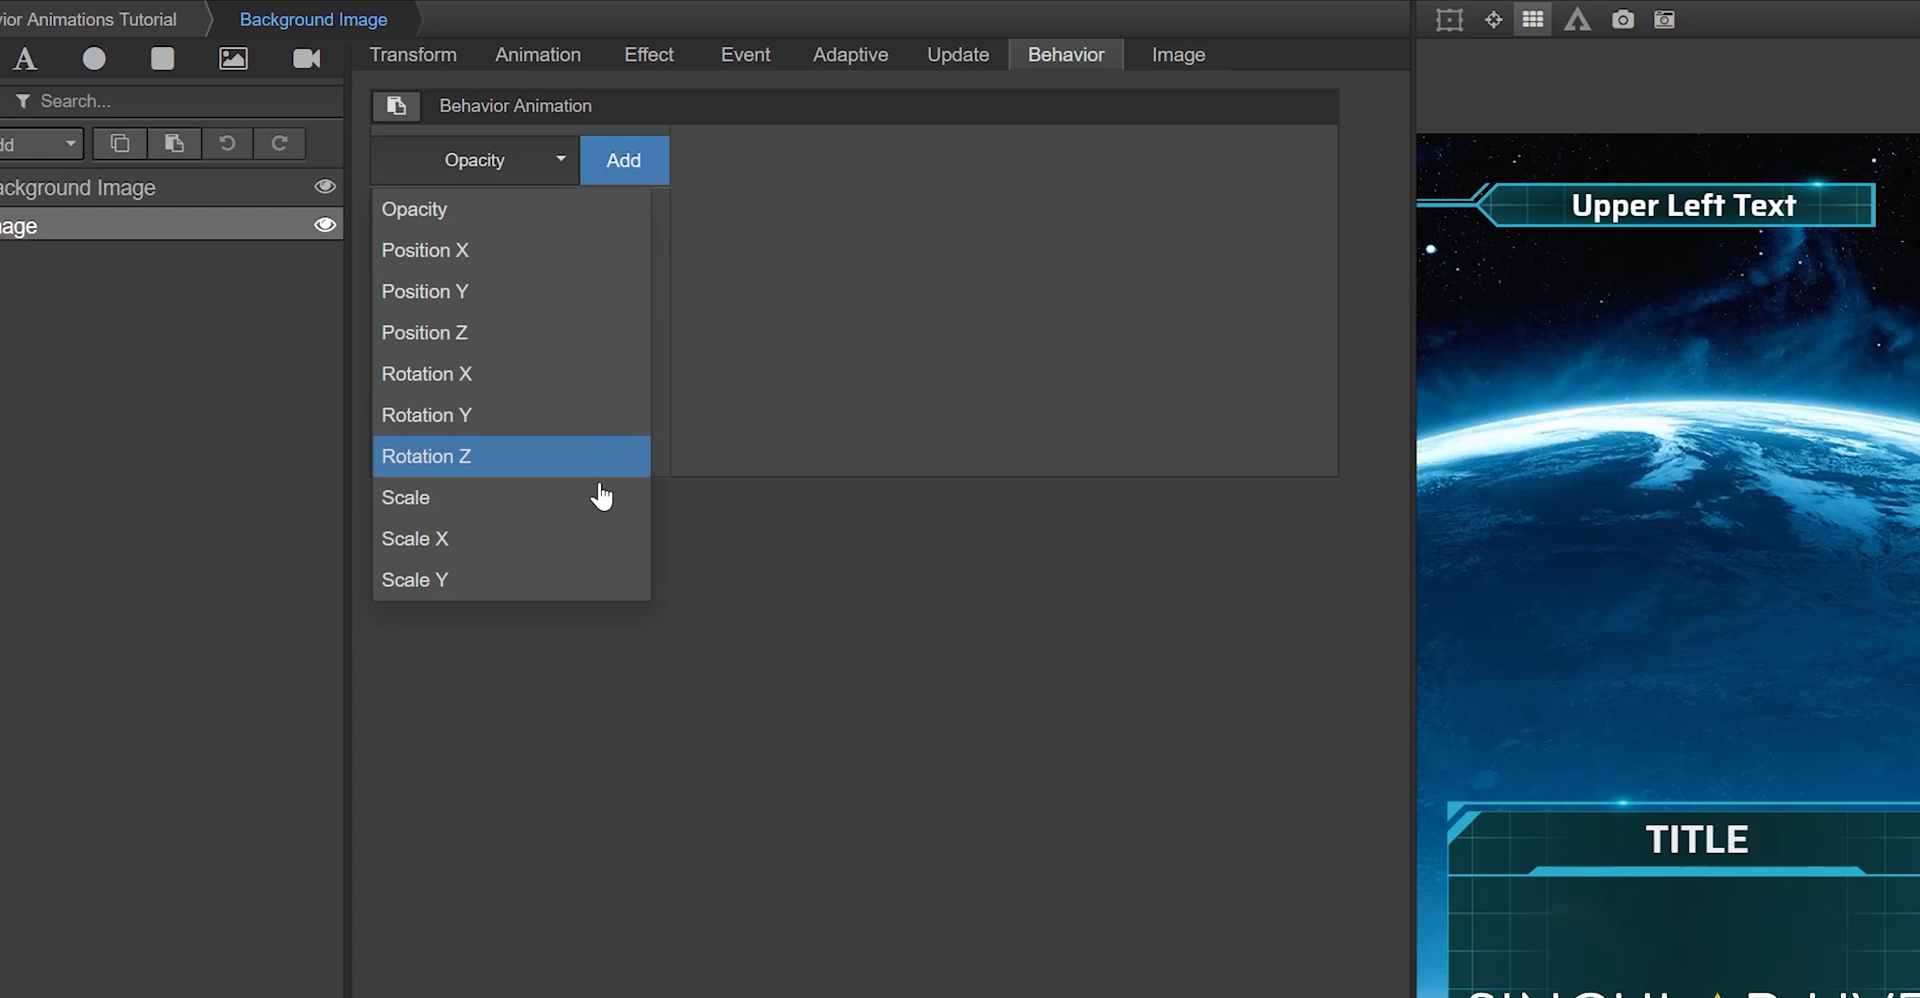 ior Animations Tutorial
Background Image
Transform
Animation
Effect
Event
Adaptive
Update
Behavior
Image
Search...
Behavior Animation
dd
Opacity
Add
ackground Image
age
Opacity
Position X
Position Y
Position Z
Rotation X
Rotation Y
Rotation Z
Scale
Scale X
Scale Y
Upper Left Text
TITLE